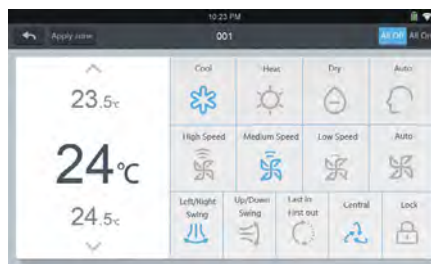 10:23 PM
Apply zone
001
All Off All On
23.5℃
24℃
24.5℃
Cool Heat Dry Auto
High Speed Medium Speed Low Speed Auto
Left/Right Swing
Up/Down Swing
Last in First out
Central
Lock